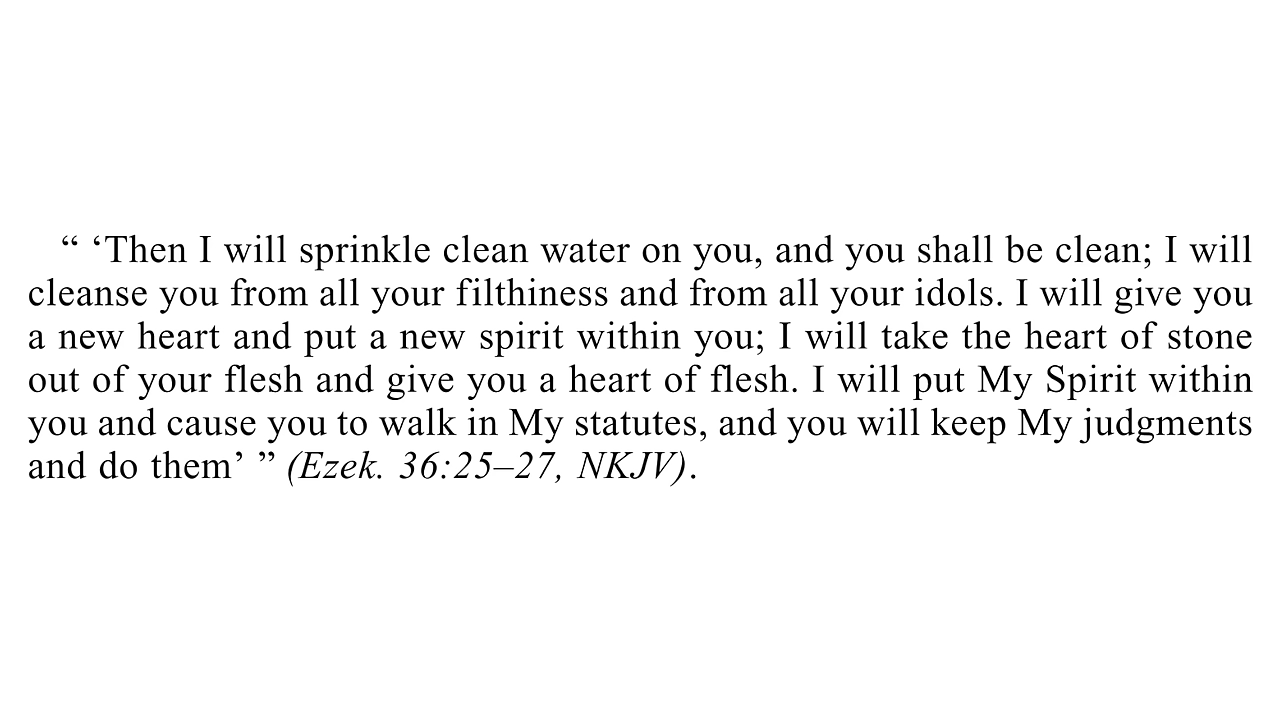 “ ‘Then I will sprinkle clean water on you, and you shall be clean; I will
cleanse you from all your filthiness and from all your idols. I will give you
a new heart and put a new spirit within you; I will take the heart of stone
out of your flesh and give you a heart of flesh. I will put My Spirit within
you and cause you to walk in My statutes, and you will keep My judgments
and do them’ ” (Ezek. 36:25–27, NKJV).